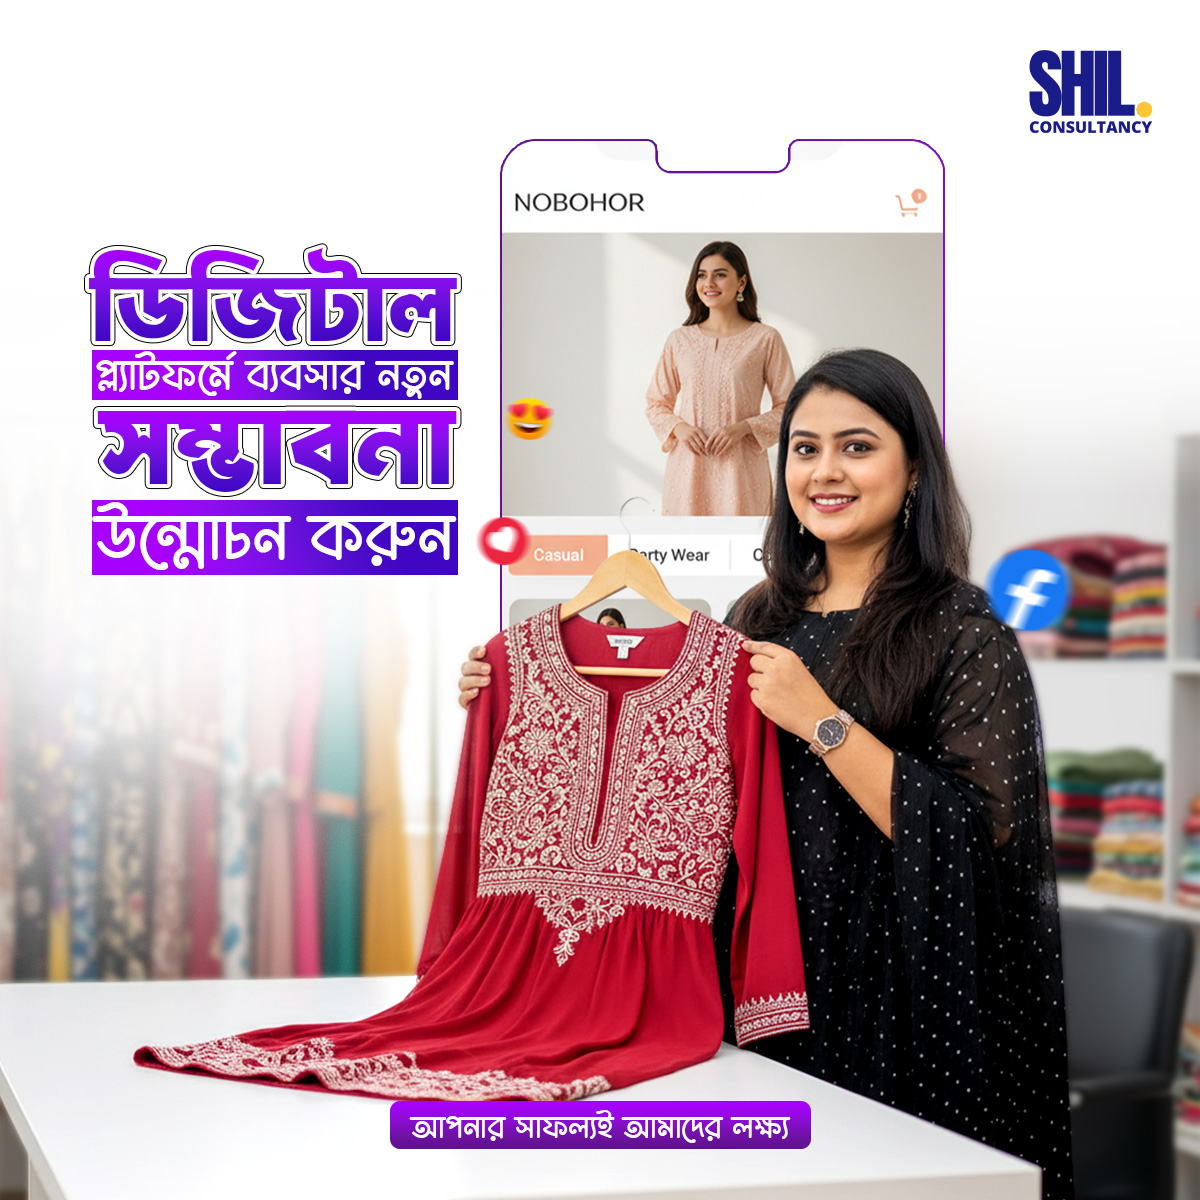 SHIL.
CONSULTANCY
NOBOHOR
ডিজিটাল
প্ল্যাটফর্মে ব্যবসার নতুন
সম্ভাবনা
উন্মোচন করুন
Casual
Party Wear
আপনার সাফল্যই আমাদের লক্ষ্য